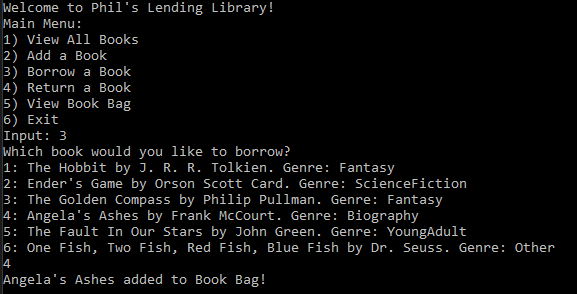 Welcome to Phil's Lending Library!
Main Menu:
1) View All Books
2) Add a Book
3) Borrow a Book
4) Return a Book
5) View Book Bag
6) Exit
Input: 3
Which book would you like to borrow?
1: The Hobbit by J. R. R. Tolkien. Genre: Fantasy
2: Ender's Game by Orson Scott Card. Genre: ScienceFiction
3: The Golden Compass by Philip Pullman. Genre: Fantasy
4: Angela's Ashes by Frank McCourt. Genre: Biography
5: The Fault In Our Stars by John Green. Genre: YoungAdult
6: One Fish, Two Fish, Red Fish, Blue Fish by Dr. Seuss. Genre: Other
4
Angela's Ashes added to Book Bag!